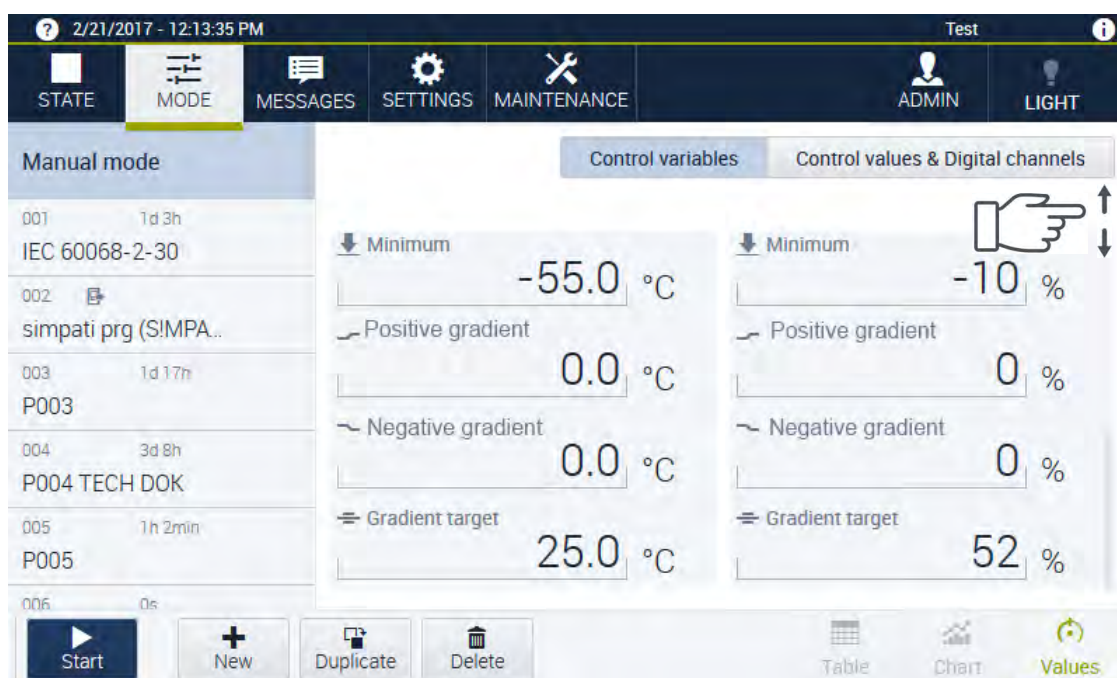 ? 2/21/2017 - 12:13:35 PM Test i
STATE MODE MESSAGES SETTINGS MAINTENANCE ADMIN LIGHT
Manual mode
Control variables Control values & Digital channels
001 1d 3h
IEC 60068-2-30
002
simpati prg (S!MPA...
003 1d 17h
P003
004 3d 8h
P004 TECH DOK
005 1h 2min
P005
006 0s
Minimum
-55.0 °C
Positive gradient
0.0 °C
Negative gradient
0.0 °C
Gradient target
25.0 °C
Minimum
-10 %
Positive gradient
0 %
Negative gradient
0 %
Gradient target
52 %
Start New Duplicate Delete Table Chart Values